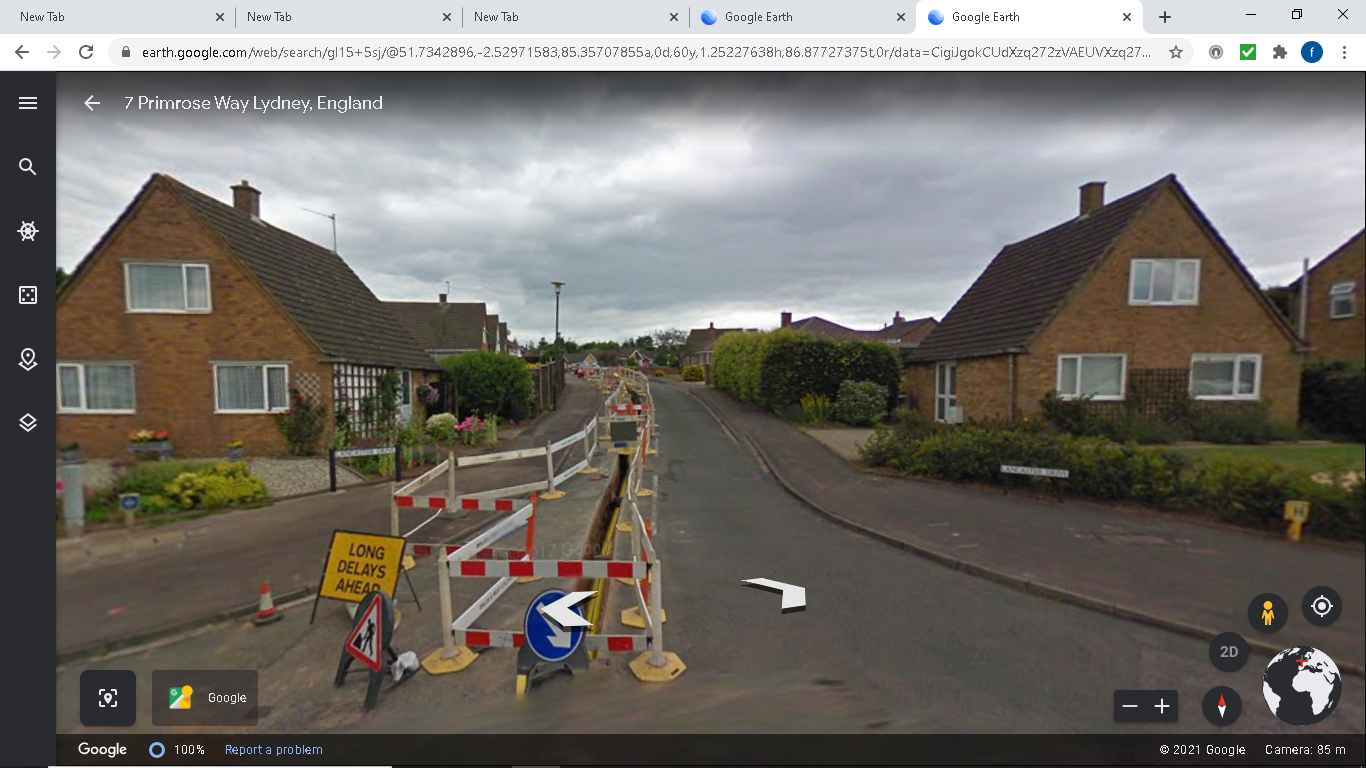 New Tab
New Tab
New Tab
Google Earth
Google Earth
earth.google.com/web/search/gl15+5sj/@51.7342896,-2.52971583,85.35707855a,0d,60y,1.25227638h,86.87727375t,0r/data=CigiJgokCUdXzq272zVAEUVXzq27...
f
7 Primrose Way Lydney, England
LANCASTER DRIVE
LANCASTER DRIVE
H
LONG
DELAYS
AHEAD
2D
Google
Google
100%
Report a problem
© 2021 Google
Camera: 85 m